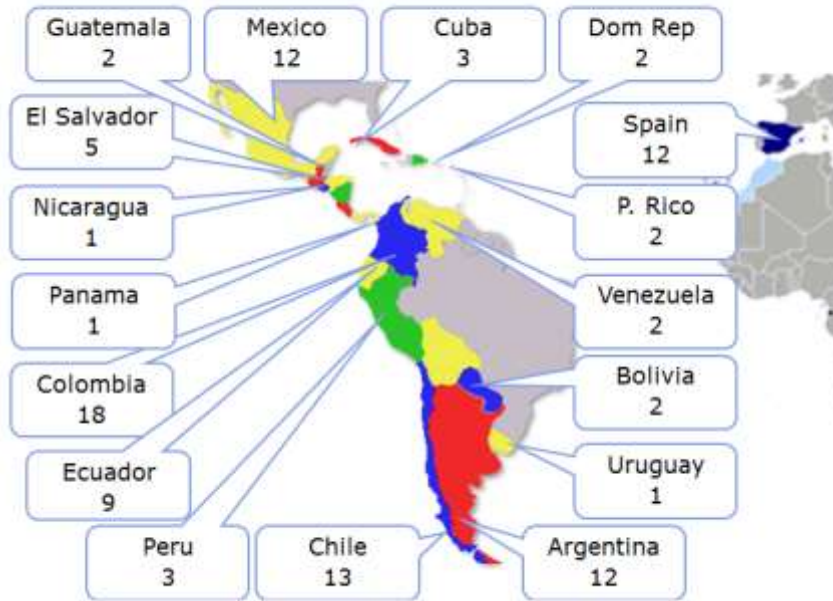 Guatemala
2
Mexico
12
Cuba
3
Dom Rep
2
El Salvador
5
Spain
12
Nicaragua
1
P. Rico
2
Panama
1
Venezuela
2
Colombia
18
Bolivia
2
Ecuador
9
Uruguay
1
Peru
3
Chile
13
Argentina
12